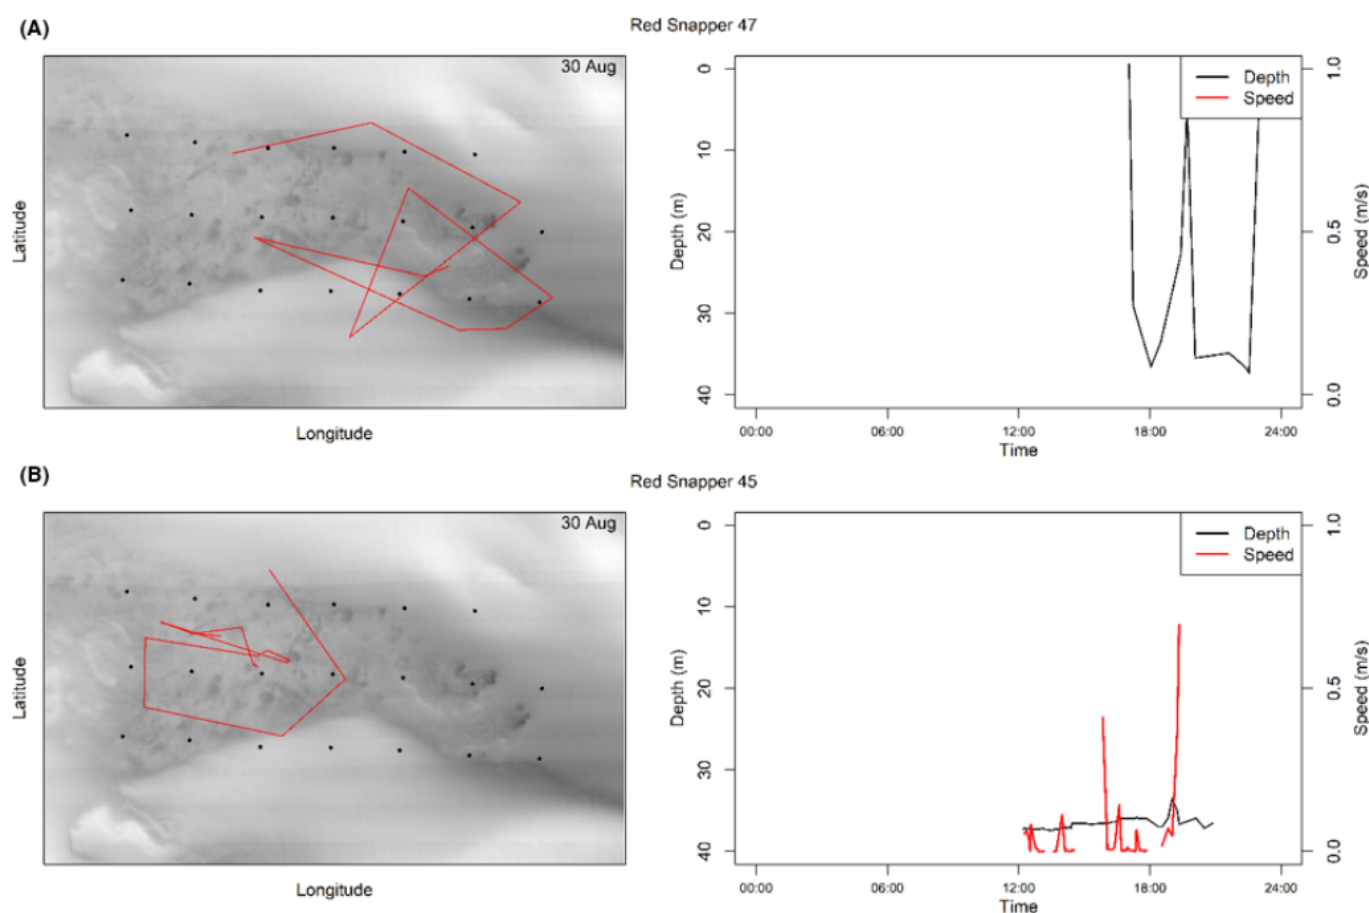 (A)
Red Snapper 47
30 Aug
Latitude
Longitude
Depth
Speed
0
10
20
30
40
Depth (m)
1.0
0.5
0.0
Speed (m/s)
00:00
06:00
12:00
18:00
24:00
Time
(B)
Red Snapper 45
30 Aug
Latitude
Longitude
Depth
Speed
0
10
20
30
40
Depth (m)
1.0
0.5
0.0
Speed (m/s)
00:00
06:00
12:00
18:00
24:00
Time